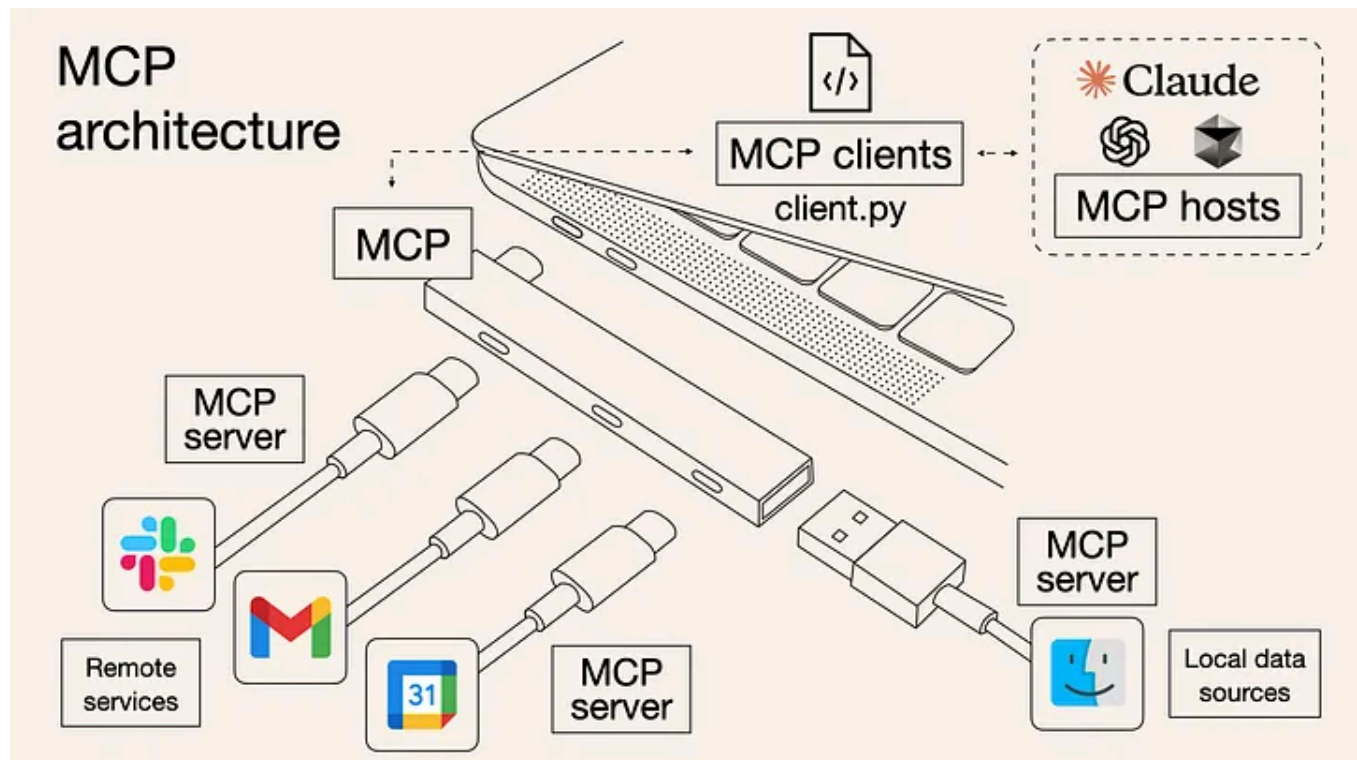 MCP
architecture
</>
Claude
MCP clients
client.py
MCP hosts
MCP
MCP
server
Remote
services
31
MCP
server
MCP
server
Local data
sources